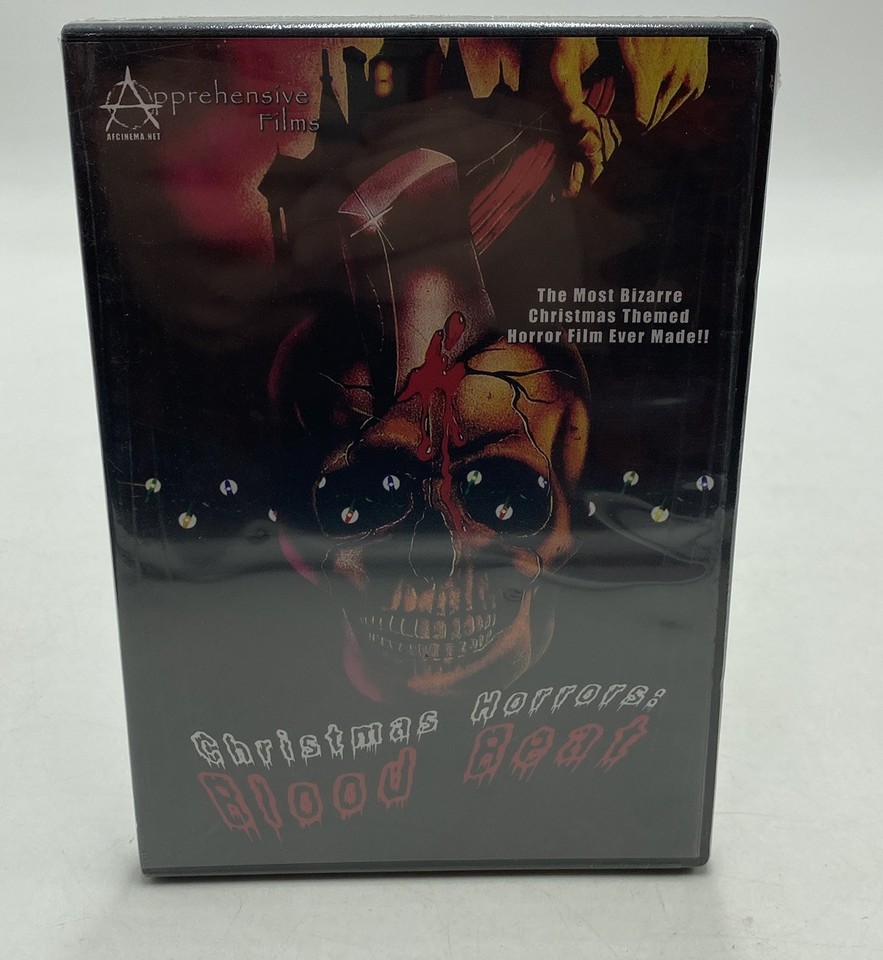 Apprehensive
Films
AFCINEMA.NET
The Most Bizarre
Christmas Themed
Horror Film Ever Made!!
Christmas Horrors:
Blood Beat